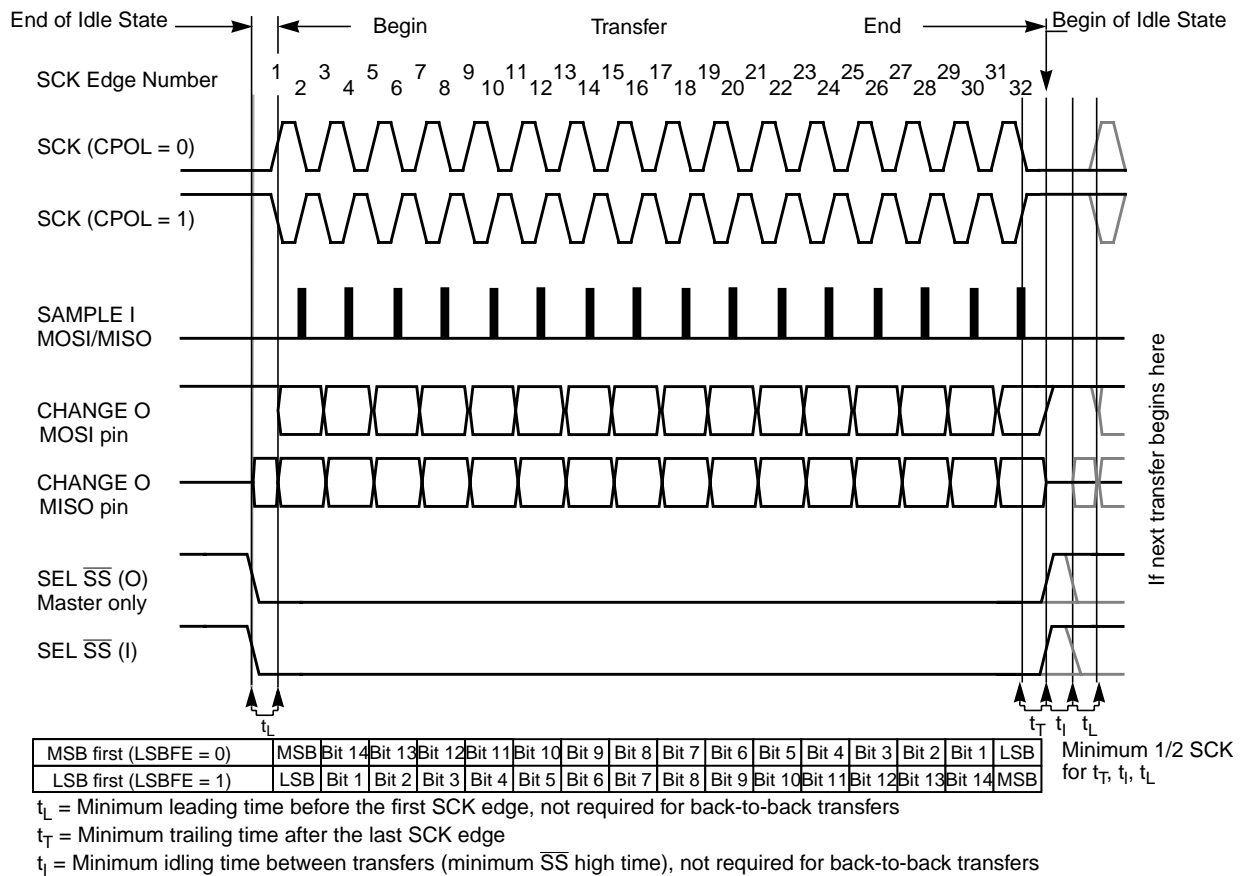 End of Idle State
Begin
Transfer
End
Begin of Idle State
SCK Edge Number
1 3 5 7 9 11 13 15 17 19 21 23 25 27 29 31
2 4 6 8 10 12 14 16 18 20 22 24 26 28 30 32
SCK (CPOL = 0)
SCK (CPOL = 1)
SAMPLE I
MOSI/MISO
CHANGE O
MOSI pin
CHANGE O
MISO pin
SEL SS (O)
Master only
SEL SS (I)
If next transfer begins here
tL
tT tI tL
MSB first (LSBFE = 0) MSB Bit 14 Bit 13 Bit 12 Bit 11 Bit 10 Bit 9 Bit 8 Bit 7 Bit 6 Bit 5 Bit 4 Bit 3 Bit 2 Bit 1 LSB
LSB first (LSBFE = 1) LSB Bit 1 Bit 2 Bit 3 Bit 4 Bit 5 Bit 6 Bit 7 Bit 8 Bit 9 Bit 10 Bit 11 Bit 12 Bit 13 Bit 14 MSB
Minimum 1/2 SCK
for tT, tI, tL
tL = Minimum leading time before the first SCK edge, not required for back-to-back transfers
tT = Minimum trailing time after the last SCK edge
tI = Minimum idling time between transfers (minimum SS high time), not required for back-to-back transfers